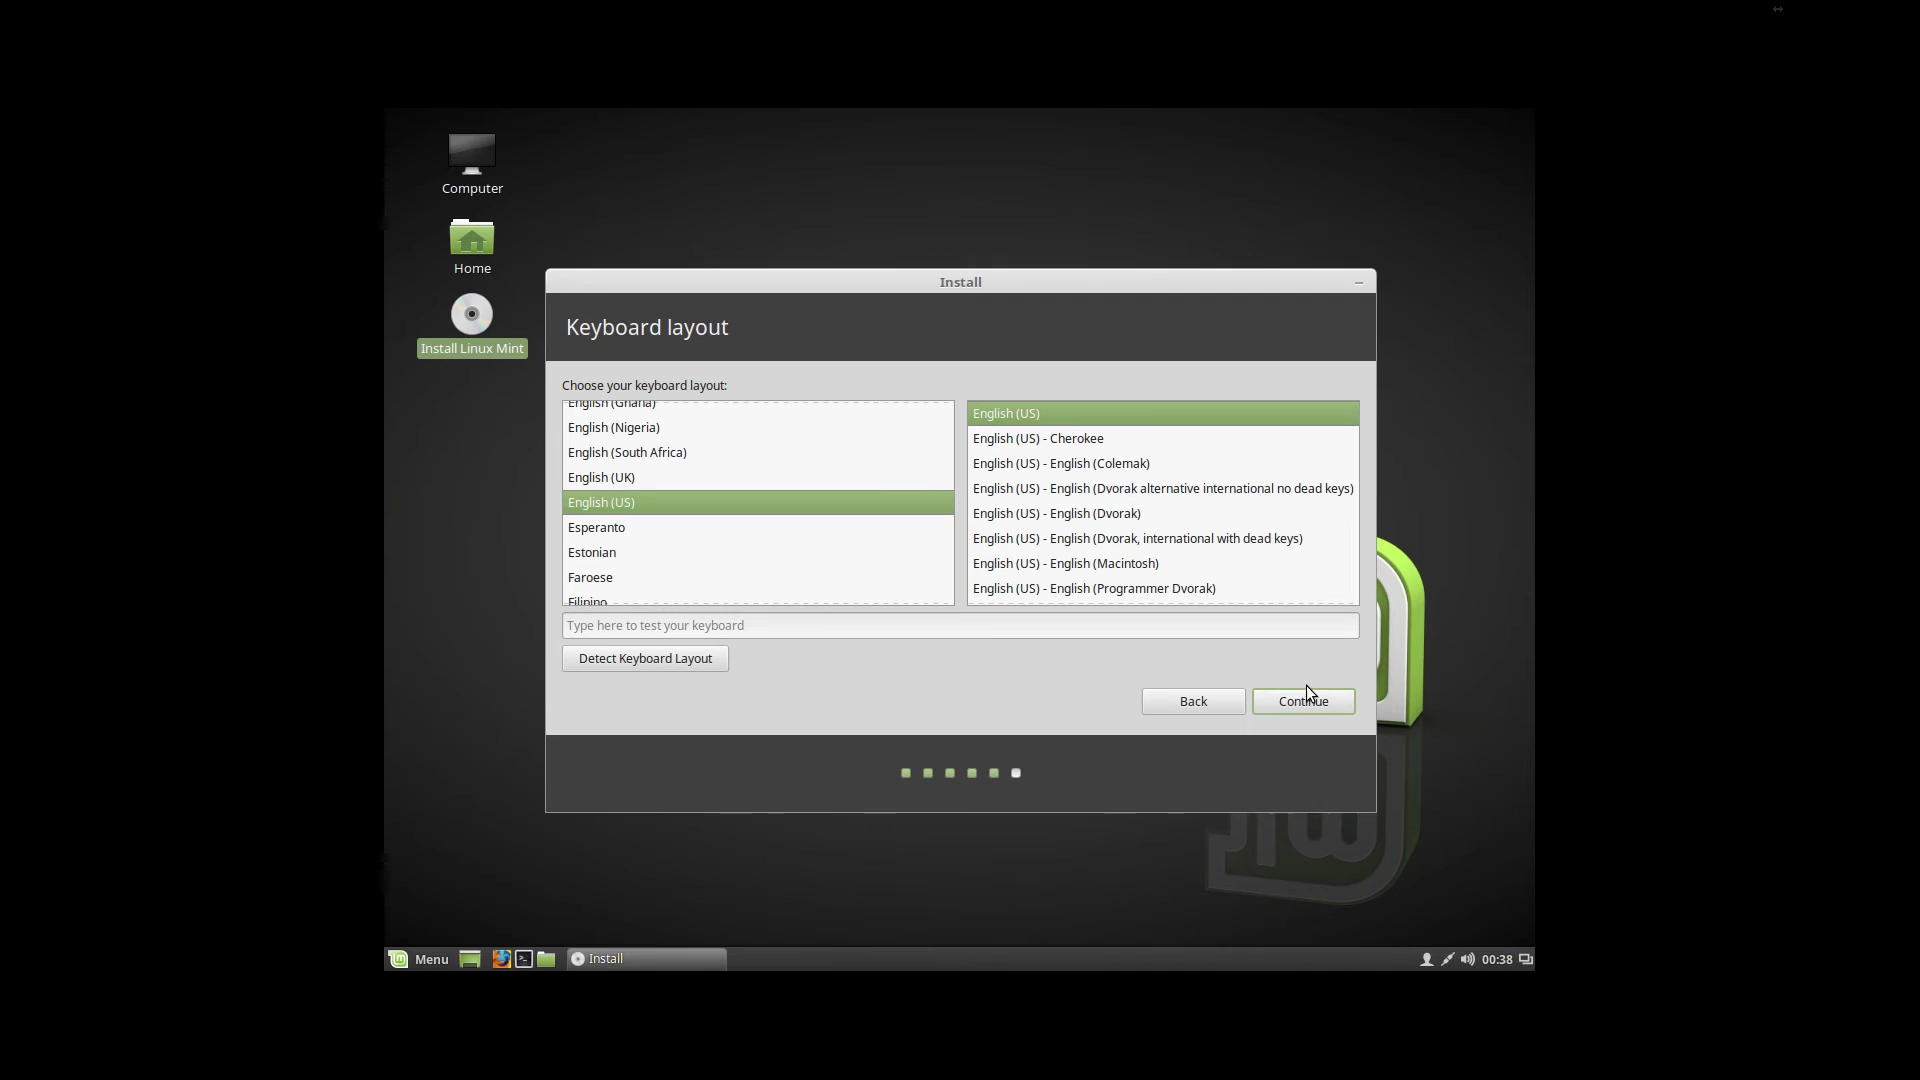 Computer
Home
Install Linux Mint
Install
Keyboard layout
Choose your keyboard layout:
English (Ghana)
English (Nigeria)
English (South Africa)
English (UK)
English (US)
Esperanto
Estonian
Faroese
Filipino
English (US)
English (US) - Cherokee
English (US) - English (Colemak)
English (US) - English (Dvorak alternative international no dead keys)
English (US) - English (Dvorak)
English (US) - English (Dvorak, international with dead keys)
English (US) - English (Macintosh)
English (US) - English (Programmer Dvorak)
Type here to test your keyboard
Detect Keyboard Layout
Back
Continue
Menu
Install
00:38